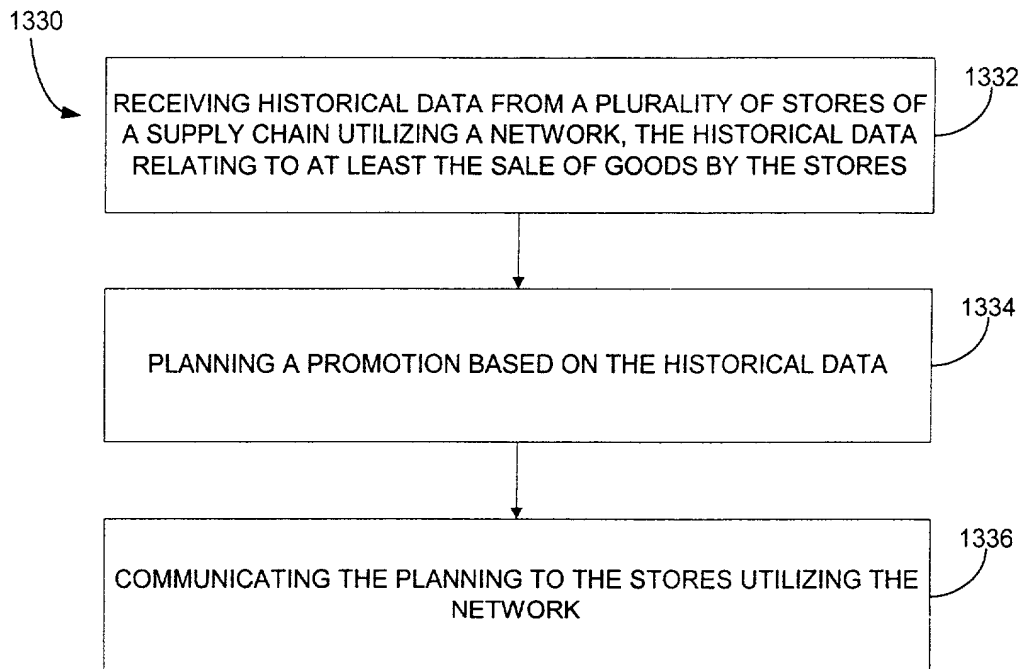 1330
1332
RECEIVING HISTORICAL DATA FROM A PLURALITY OF STORES OF
A SUPPLY CHAIN UTILIZING A NETWORK, THE HISTORICAL DATA
RELATING TO AT LEAST THE SALE OF GOODS BY THE STORES
1334
PLANNING A PROMOTION BASED ON THE HISTORICAL DATA
1336
COMMUNICATING THE PLANNING TO THE STORES UTILIZING THE
NETWORK